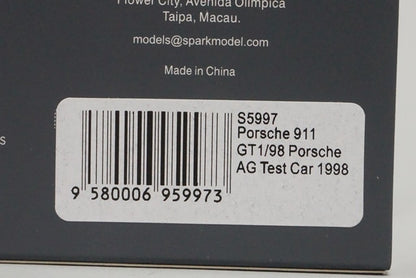 Flower City, Avenida Olimpica
Taipa, Macau.
models@sparkmodel.com
Made in China
S5997
Porsche 911
GT1/98 Porsche
AG Test Car 1998
9 580006 959973